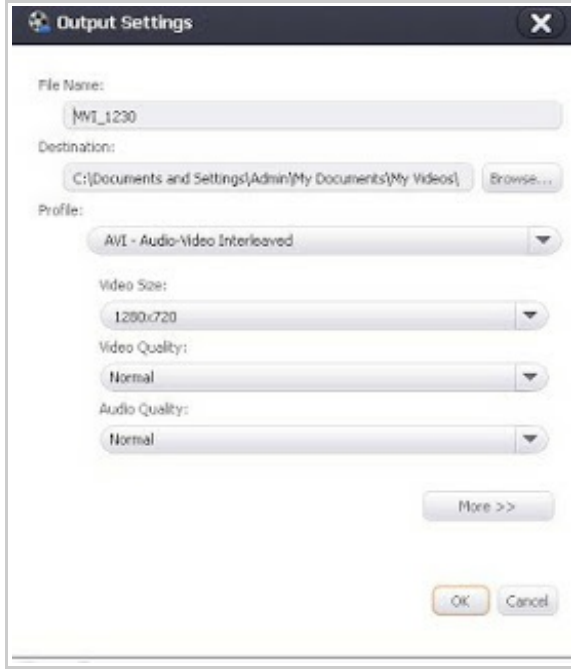 Output Settings
File Name:
MVI_1230
Destination:
C:\Documents and Settings\Admin\My Documents\My Videos\ Browse...
Profile:
AVI - Audio-Video Interleaved
Video Size:
1280x720
Video Quality:
Normal
Audio Quality:
Normal
More >>
OK Cancel